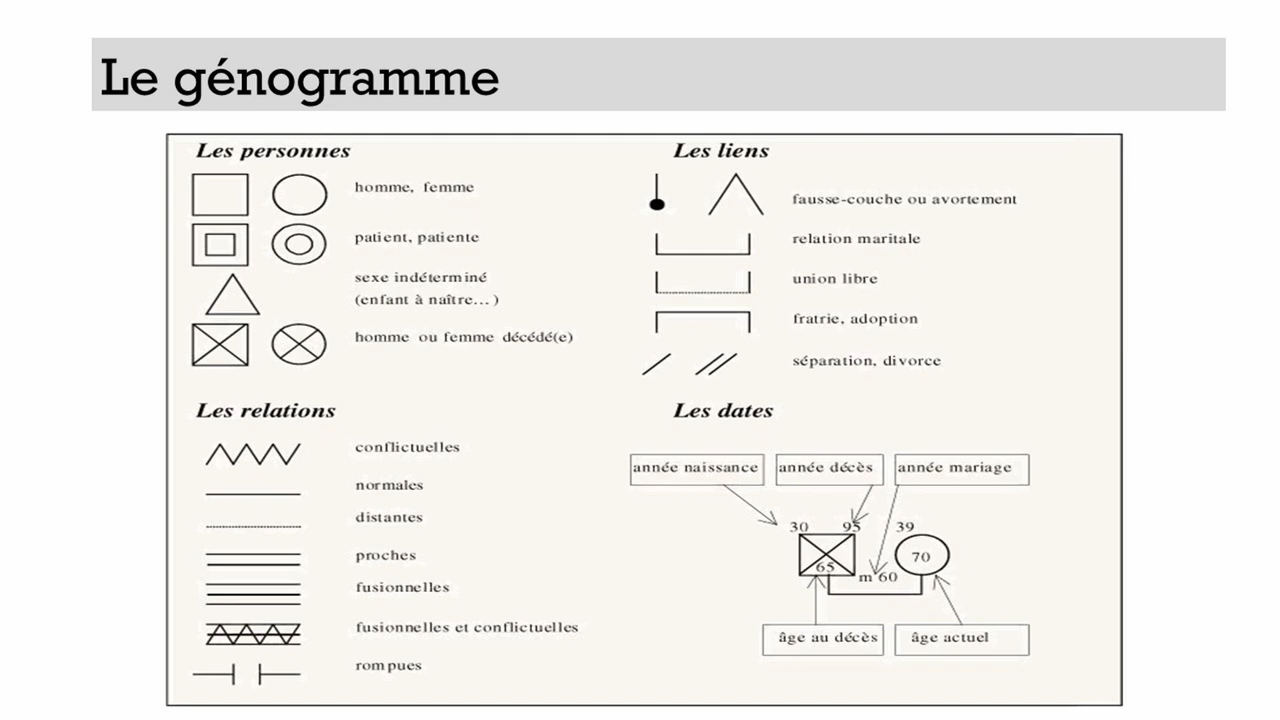 Le génogramme
Les personnes
homme, femme
patient, patiente
sexe indéterminé
(enfant à naître...)
homme ou femme décédé(e)
Les liens
fausse-couche ou avortement
relation maritale
union libre
fratrie, adoption
séparation, divorce
Les relations
conflictuelles
normales
distantes
proches
fusionnelles
fusionnelles et conflictuelles
rompues
Les dates
année naissance année décès année mariage
30 95 39
65 70
m 60
âge au décès âge actuel